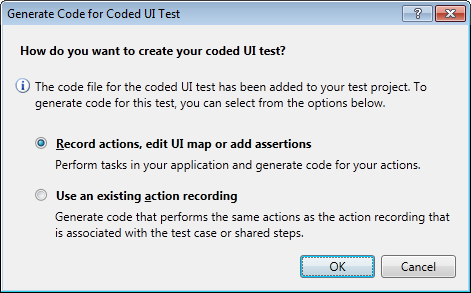 Generate Code for Coded UI Test
How do you want to create your coded UI test?
The code file for the coded UI test has been added to your test project. To
generate code for this test, you can select from the options below.
Record actions, edit UI map or add assertions
Perform tasks in your application and generate code for your actions.
Use an existing action recording
Generate code that performs the same actions as the action recording that
is associated with the test case or shared steps.
OK
Cancel